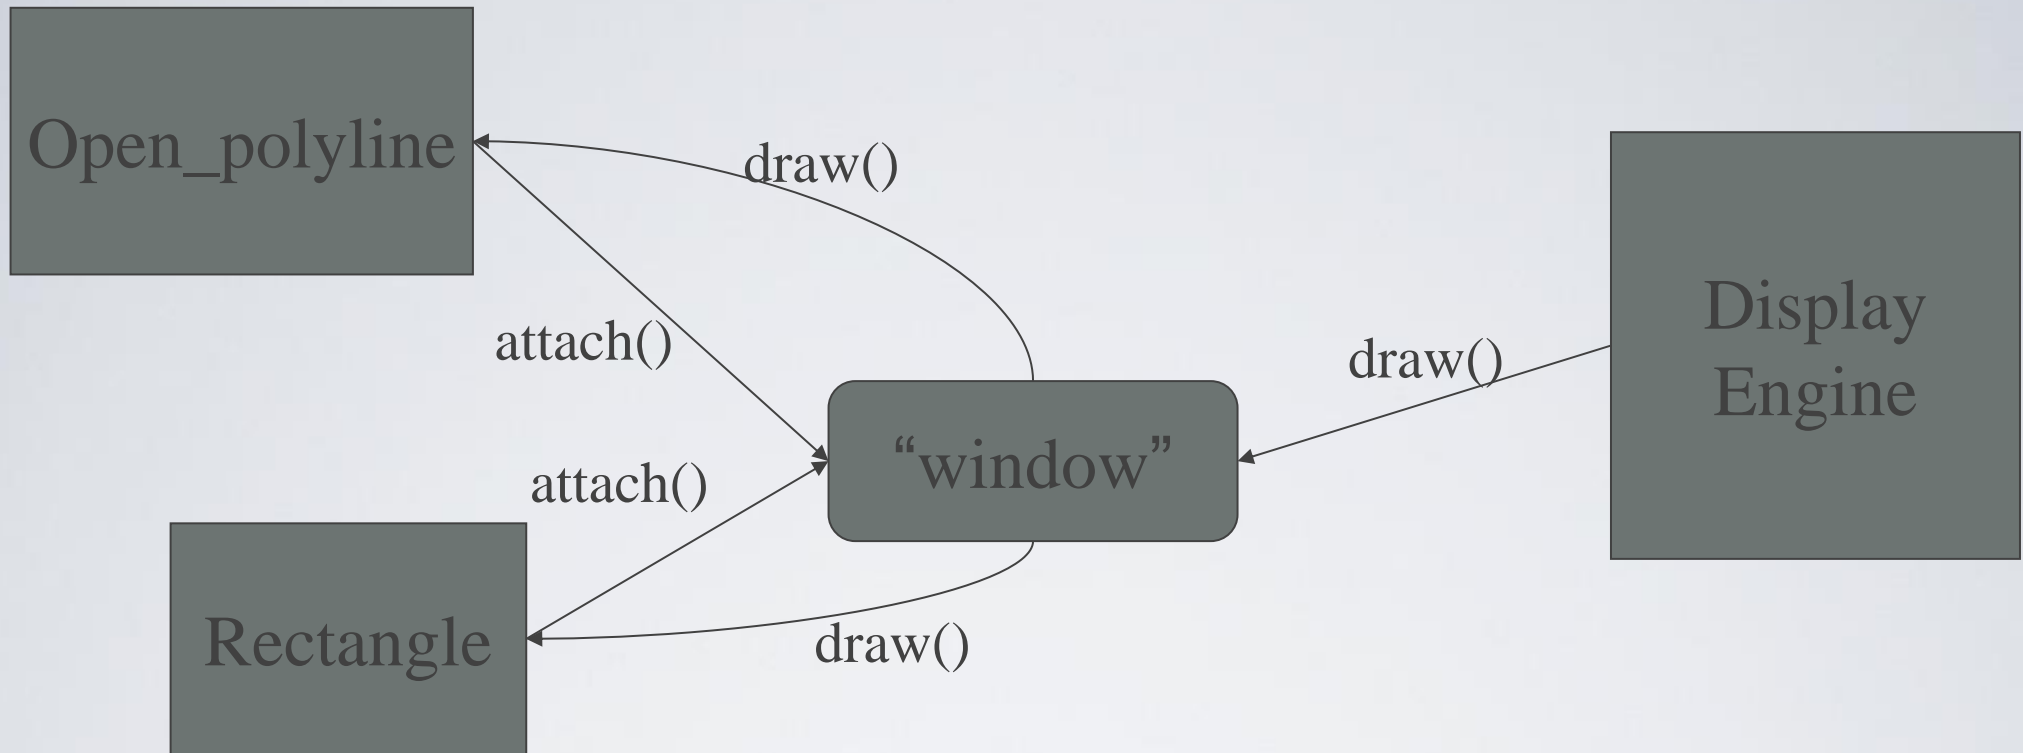 Open_polyline
draw()
attach()
Display
Engine
draw()
“window”
attach()
Rectangle
draw()